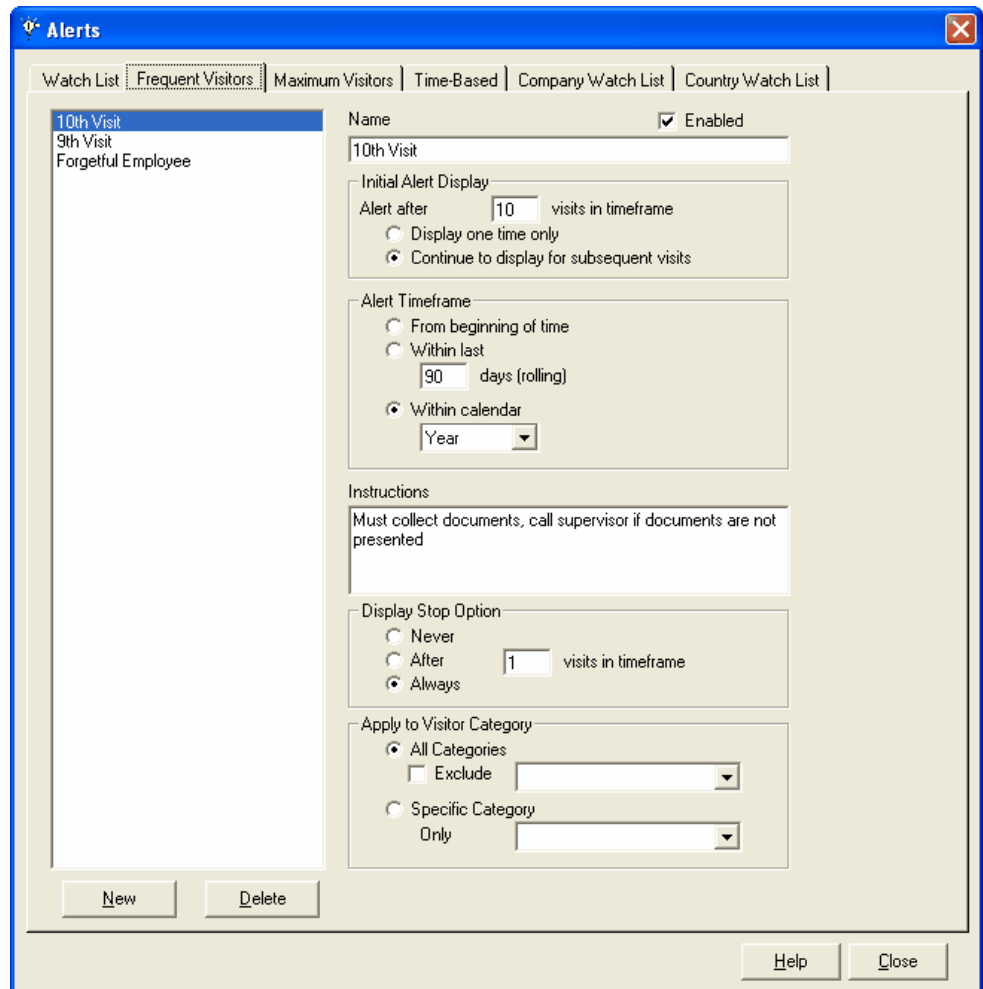 Alerts
Watch List
Frequent Visitors
Maximum Visitors
Time-Based
Company Watch List
Country Watch List
10th Visit
9th Visit
Forgetful Employee
Name
Enabled
10th Visit
Initial Alert Display
Alert after 10 visits in timeframe
Display one time only
Continue to display for subsequent visits
Alert Timeframe
From beginning of time
Within last
90 days (rolling)
Within calendar
Year
Instructions
Must collect documents, call supervisor if documents are not
presented
Display Stop Option
Never
After 1 visits in timeframe
Always
Apply to Visitor Category
All Categories
Exclude
Specific Category
Only
New
Delete
Help
Close